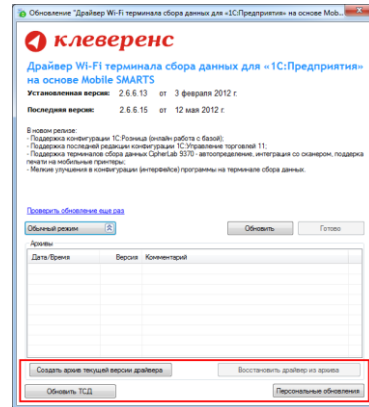 Обновление "Драйвер Wi-Fi терминала сбора данных для «1С:Предприятия» на основе Mob...
клеверенс
Драйвер Wi-Fi терминала сбора данных для «1С:Предприятия»
на основе Mobile SMARTS
Установленная версия: 2.6.6.13 от 3 февраля 2012 г.
Последняя версия: 2.6.6.15 от 12 мая 2012 г.
В новом релизе:
- Поддержка конфигурации 1С:Розница (онлайн работа с базой);
- Поддержка последней редакции конфигурации 1С:Управление торговлей 11;
- Поддержка терминалов сбора данных CipherLab 9370 - автоопределение, интеграция со сканером, поддержка
печати на мобильные принтеры;
- Мелкие улучшения в конфигурации (интерфейса) программы на терминале сбора данных.
Проверить обновление еще раз
Обычный режим Обновить Готово
Архивы
Дата/Время Версия Комментарий
Создать архив текущей версии драйвера Восстановить драйвер из архива
Обновить ТСД Персональные обновления